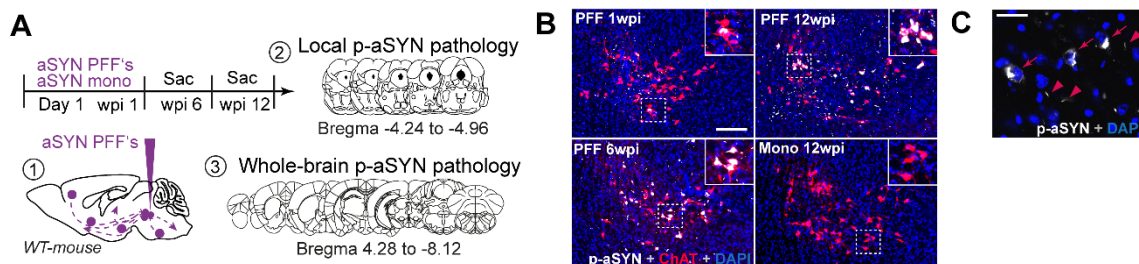 A
aSYN PFF's
aSYN mono
Sac
Sac
Day 1
wpi 1
wpi 6
wpi 12
aSYN PFF's
1
WT-mouse
2
Local p-aSYN pathology
Bregma -4.24 to -4.96
3
Whole-brain p-aSYN pathology
Bregma 4.28 to -8.12
B
PFF 1wpi
PFF 12wpi
PFF 6wpi
Mono 12wpi
p-aSYN + ChAT + DAPI
C
p-aSYN + DAPI